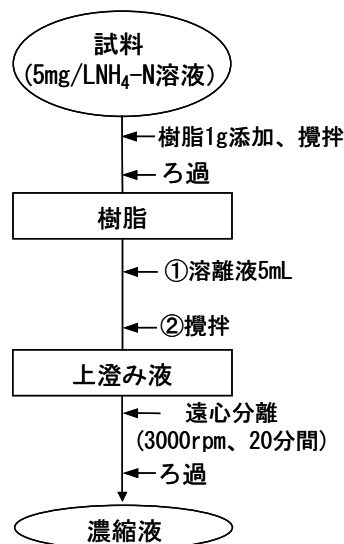 試料
(5mg/LNH₄-N溶液)
樹脂1g添加、攪拌
ろ過
樹脂
①溶離液5mL
②攪拌
上澄み液
遠心分離
(3000rpm、20分間)
ろ過
濃縮液